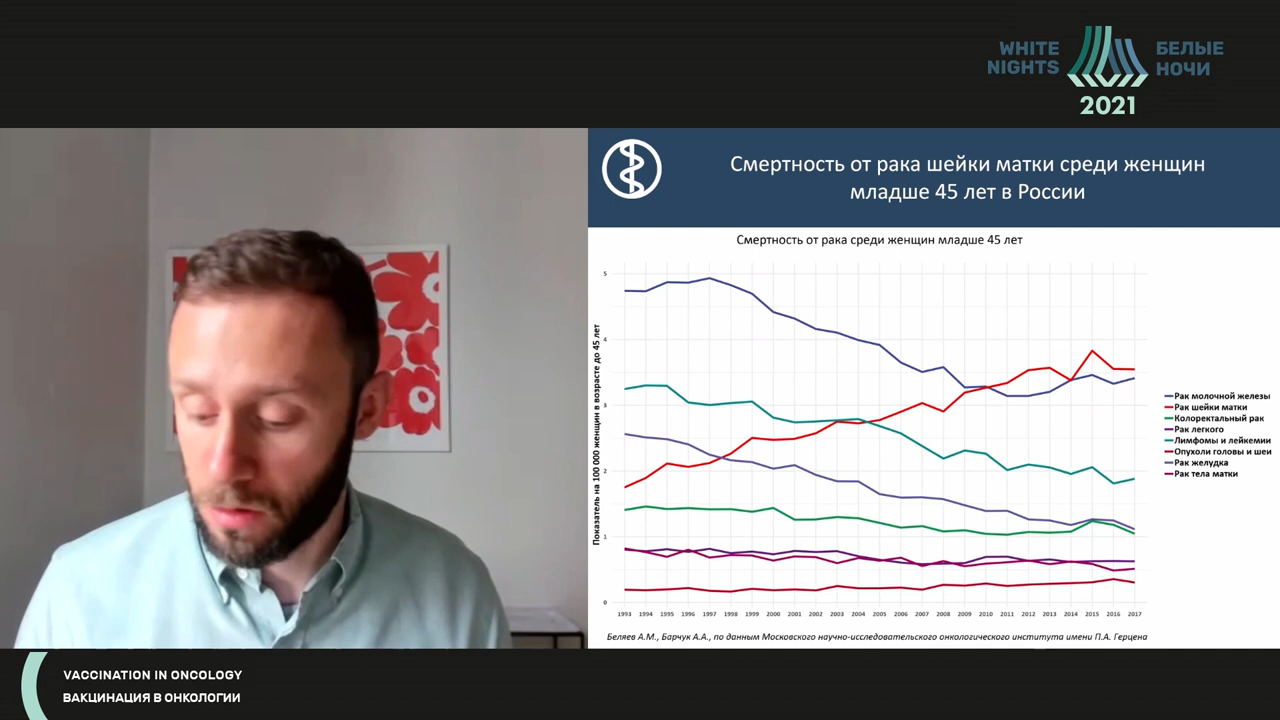 WHITE NIGHTS
БЕЛЫЕ НОЧИ
2021
Смертность от рака шейки матки среди женщин
младше 45 лет в России
Смертность от рака среди женщин младше 45 лет
Показатель на 100 000 женщин в возрасте до 45 лет
5
4
3
2
1
0
1993 1994 1995 1996 1997 1998 1999 2000 2001 2002 2003 2004 2005 2006 2007 2008 2009 2010 2011 2012 2013 2014 2015 2016 2017
Рак молочной железы
Рак шейки матки
Колоректальный рак
Рак легкого
Лимфомы и лейкемии
Опухоли головы и шеи
Рак желудка
Рак тела матки
Беляев А.М., Барчук А.А., по данным Московского научно-исследовательского онкологического института имени П.А. Герцена
VACCINATION IN ONCOLOGY
ВАКЦИНАЦИЯ В ОНКОЛОГИИ